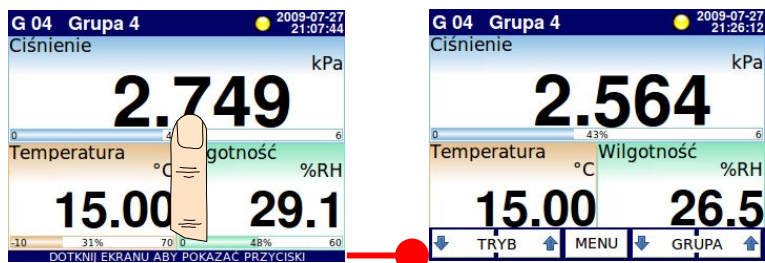 G 04 Grupa 4
2009-07-27
21:07:44
Ciśnienie
kPa
2.749
0 6
Temperatura
°C
gotność
%RH
15.00
29.1
-10 31% 70 0 48% 60
DOTKNIJ EKRANU ABY POKAZAĆ PRZYCISKI
G 04 Grupa 4
2009-07-27
21:26:12
Ciśnienie
kPa
2.564
0 43% 6
Temperatura
°C
Wilgotność
%RH
15.00
26.5
TRYB MENU GRUPA